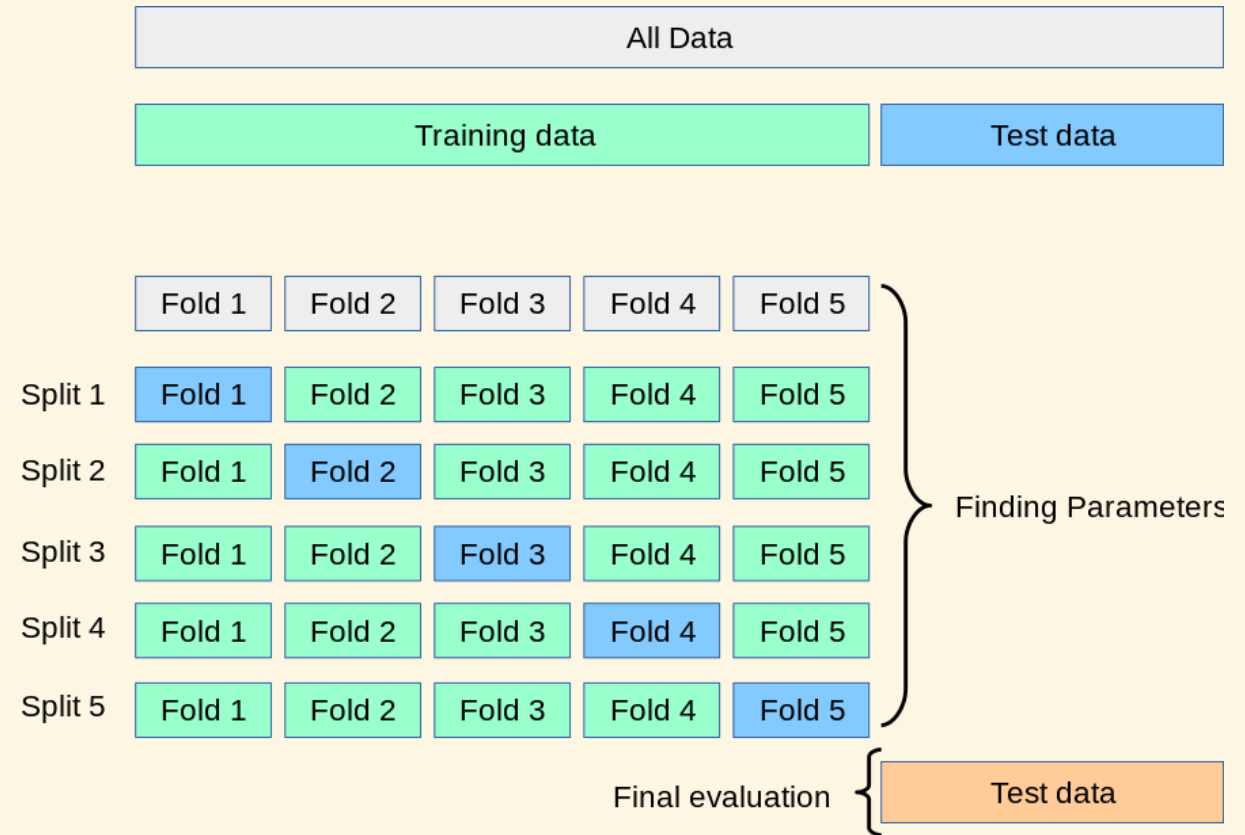 All Data
Training data Test data
Fold 1 Fold 2 Fold 3 Fold 4 Fold 5
Split 1 Fold 1 Fold 2 Fold 3 Fold 4 Fold 5
Split 2 Fold 1 Fold 2 Fold 3 Fold 4 Fold 5
Finding Parameters
Split 3 Fold 1 Fold 2 Fold 3 Fold 4 Fold 5
Split 4 Fold 1 Fold 2 Fold 3 Fold 4 Fold 5
Split 5 Fold 1 Fold 2 Fold 3 Fold 4 Fold 5
Final evaluation Test data